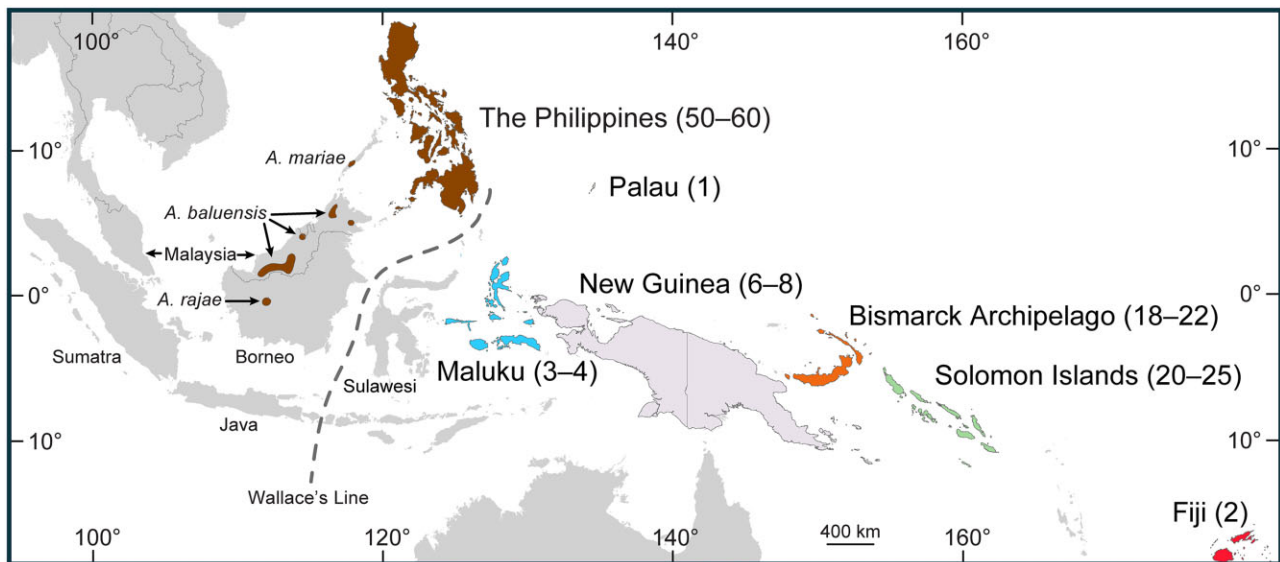 100°
120°
140°
160°
The Philippines (50–60)
10°
A. mariae
10°
Palau (1)
A. baluensis
Malaysia
New Guinea (6–8)
0°
A. rajae
0°
Bismarck Archipelago (18–22)
Sumatra
Borneo
Sulawesi
Maluku (3–4)
Solomon Islands (20–25)
Java
10°
10°
Wallace's Line
Fiji (2)
400 km
100°
120°
140°
160°